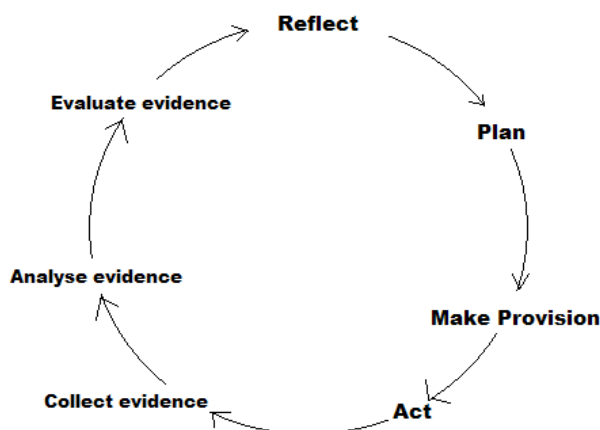 Reflect
Plan
Make Provision
Act
Collect evidence
Analyse evidence
Evaluate evidence